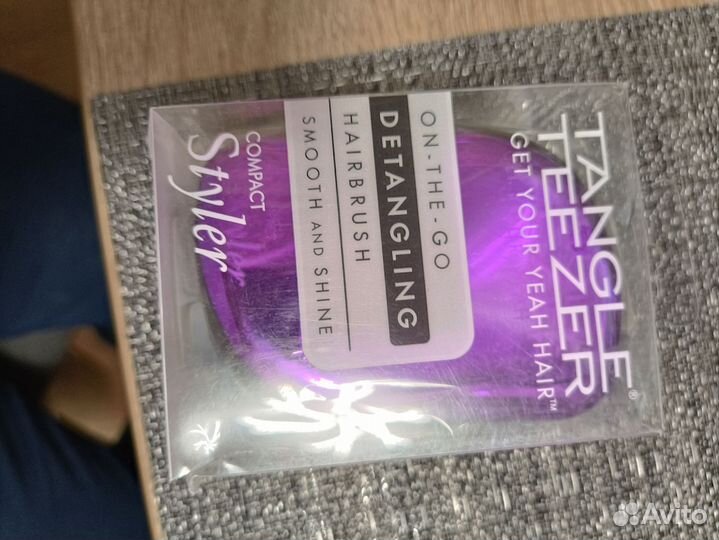 TANGLE
TEEZER®
GET YOUR YEAH HAIR™
ON-THE-GO
DETANGLING
HAIRBRUSH
SMOOTH AND SHINE
COMPACT
Styler
Avito